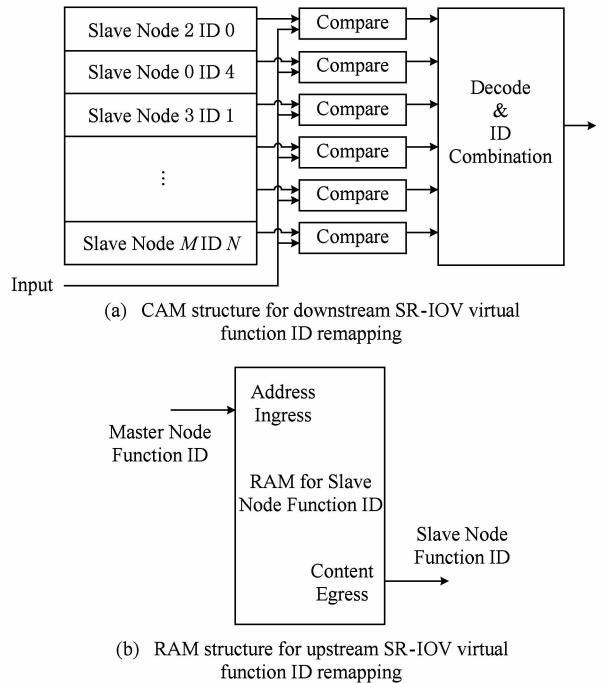 Slave Node 2 ID 0
Compare
Slave Node 0 ID 4
Compare
Slave Node 3 ID 1
Compare
⋮
Compare
Compare
Slave Node M ID N
Compare
Decode
&
ID
Combination
Input
(a) CAM structure for downstream SR-IOV virtual
function ID remapping
Address
Ingress
Master Node
Function ID
RAM for Slave
Node Function ID
Slave Node
Function ID
Content
Egress
(b) RAM structure for upstream SR-IOV virtual
function ID remapping